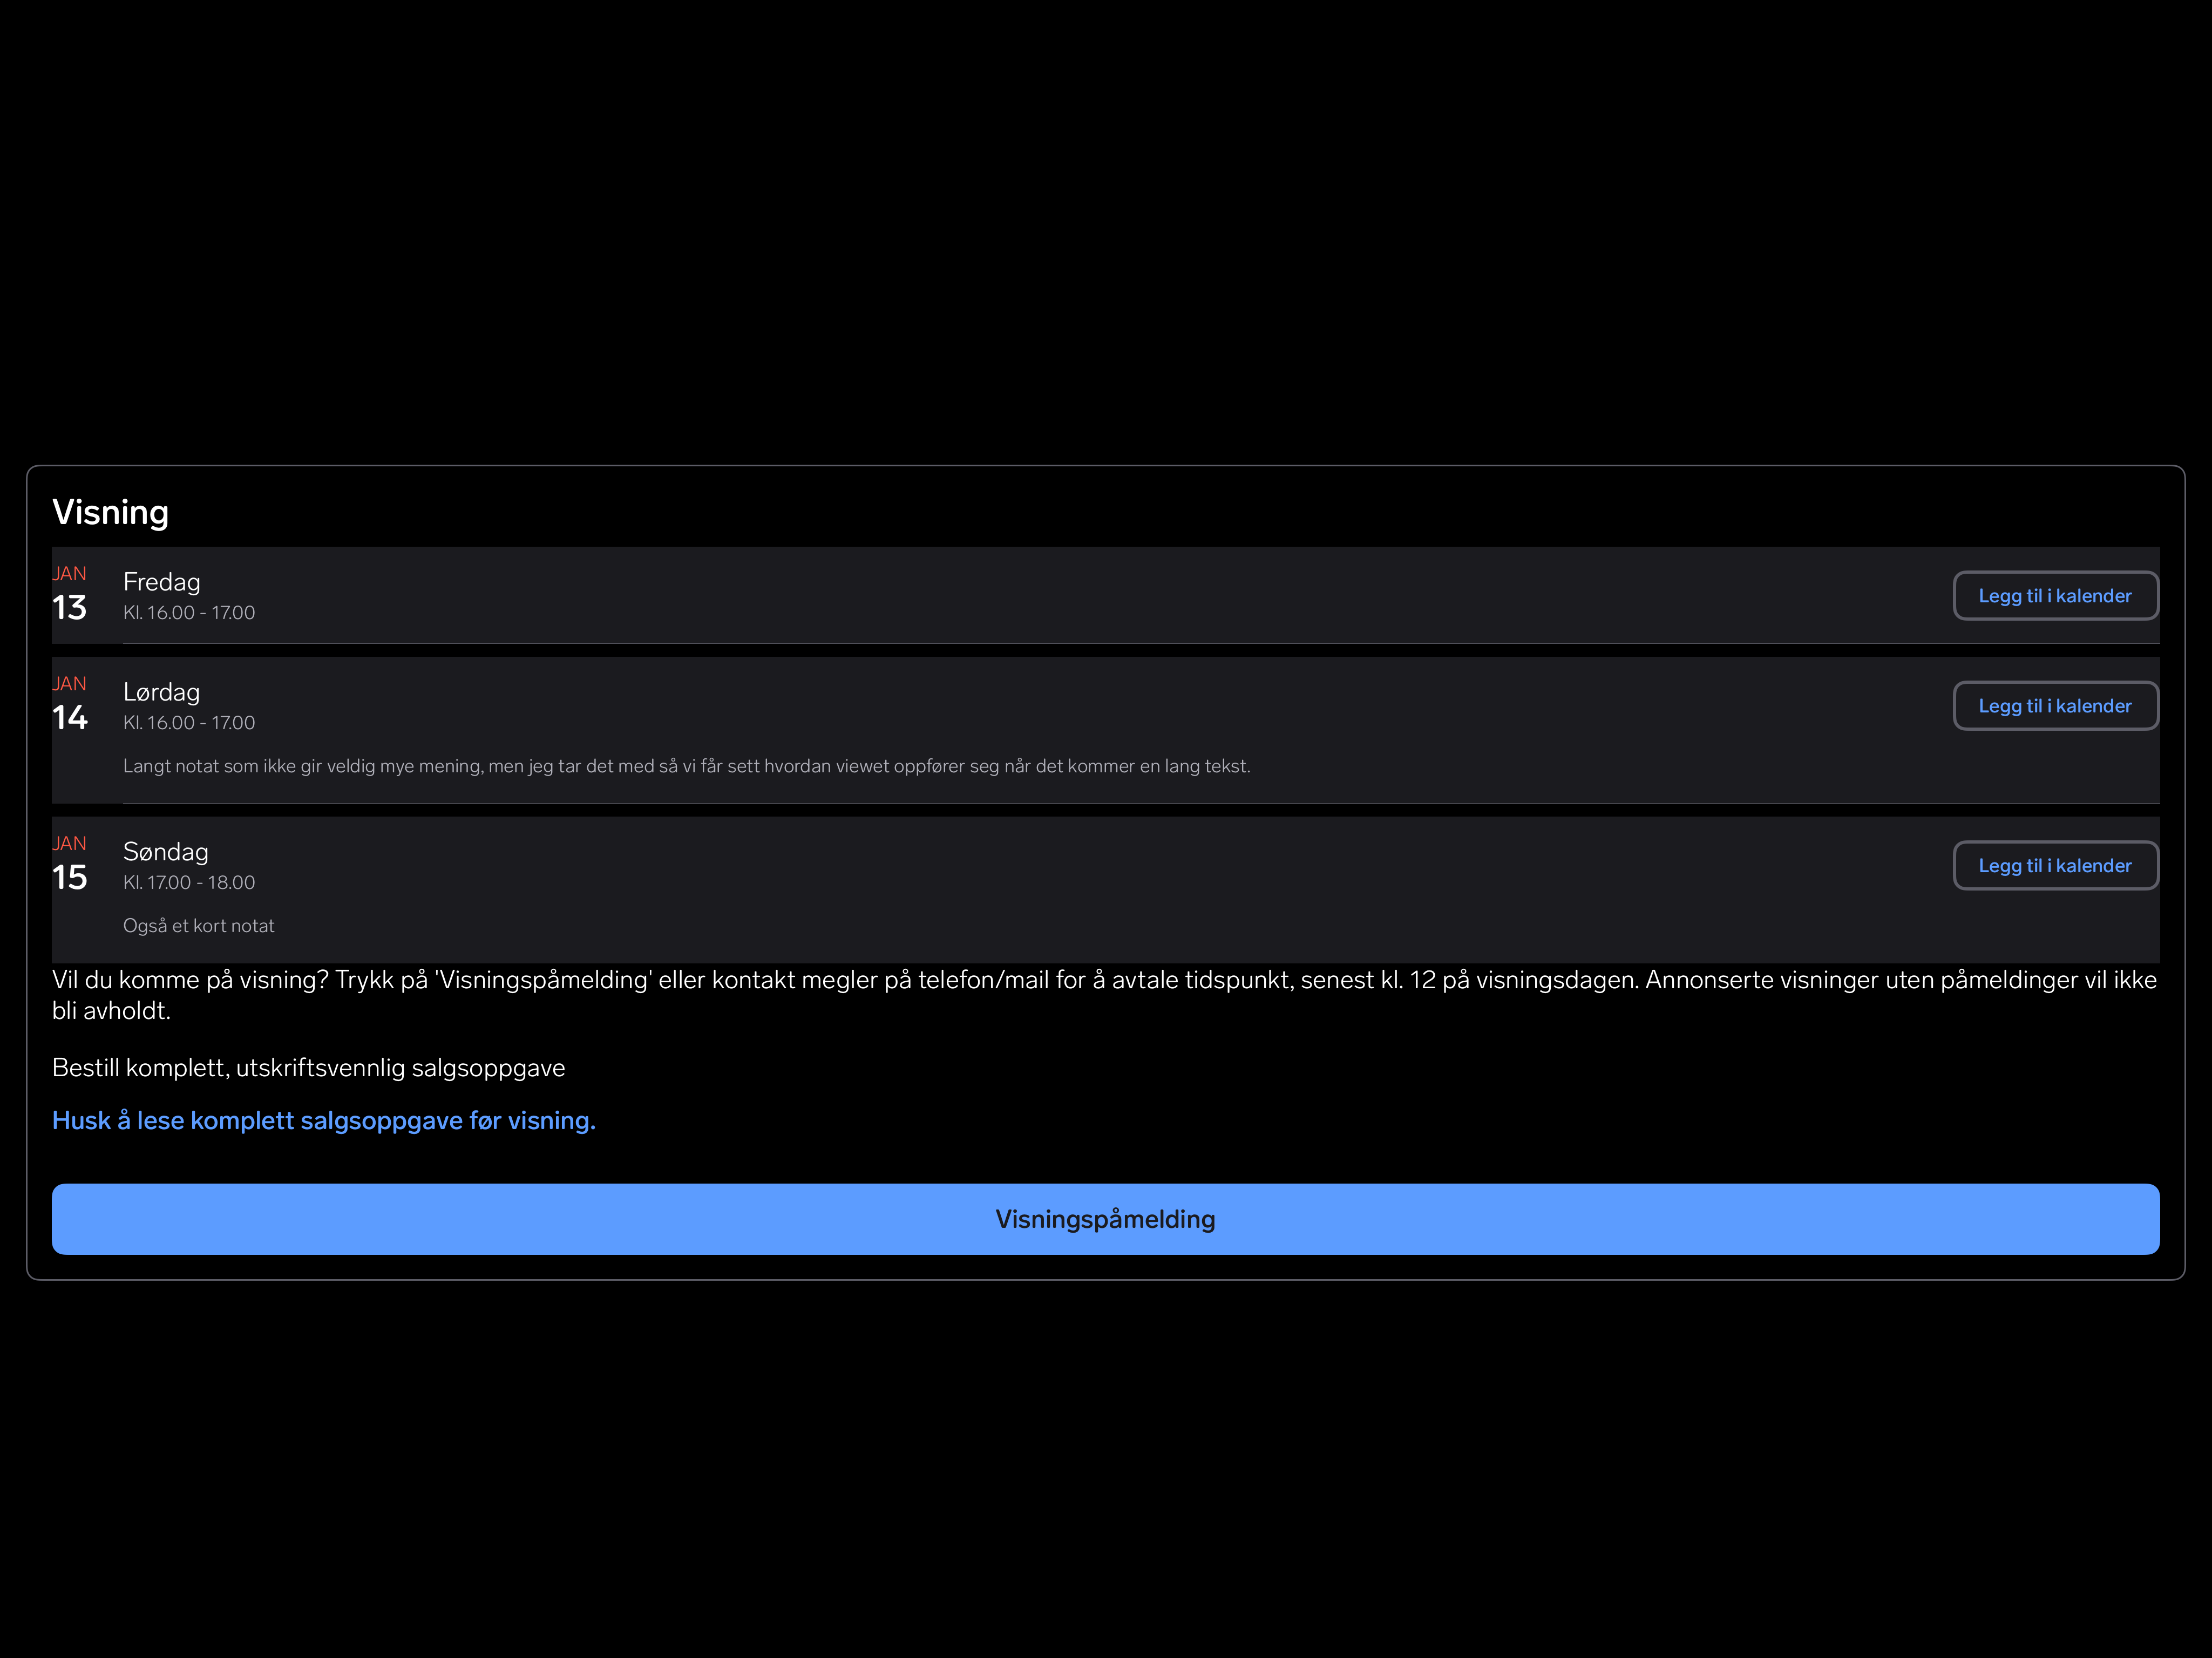 Visning
JAN
13
Fredag
Kl. 16.00 - 17.00
Legg til i kalender
JAN
14
Lørdag
Kl. 16.00 - 17.00
Legg til i kalender
Langt notat som ikke gir veldig mye mening, men jeg tar det med så vi får sett hvordan viewet oppfører seg når det kommer en lang tekst.
JAN
15
Søndag
Kl. 17.00 - 18.00
Legg til i kalender
Også et kort notat
Vil du komme på visning? Trykk på 'Visningspåmelding' eller kontakt megler på telefon/mail for å avtale tidspunkt, senest kl. 12 på visningsdagen. Annonserte visninger uten påmeldinger vil ikke
bli avholdt.
Bestill komplett, utskriftsvennlig salgsoppgave
Husk å lese komplett salgsoppgave før visning.
Visningspåmelding